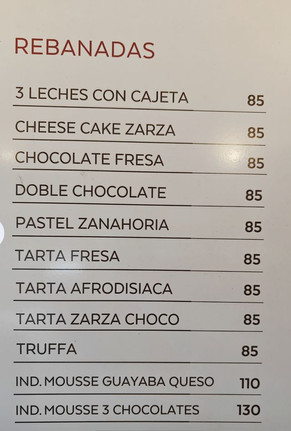 REBANADAS
3 LECHES CON CAJETA 85
CHEESE CAKE ZARZA 85
CHOCOLATE FRESA 85
DOBLE CHOCOLATE 85
PASTEL ZANAHORIA 85
TARTA FRESA 85
TARTA AFRODISIACA 85
TARTA ZARZA CHOCO 85
TRUFFA 85
IND. MOUSSE GUAYABA QUESO 110
IND. MOUSSE 3 CHOCOLATES 130